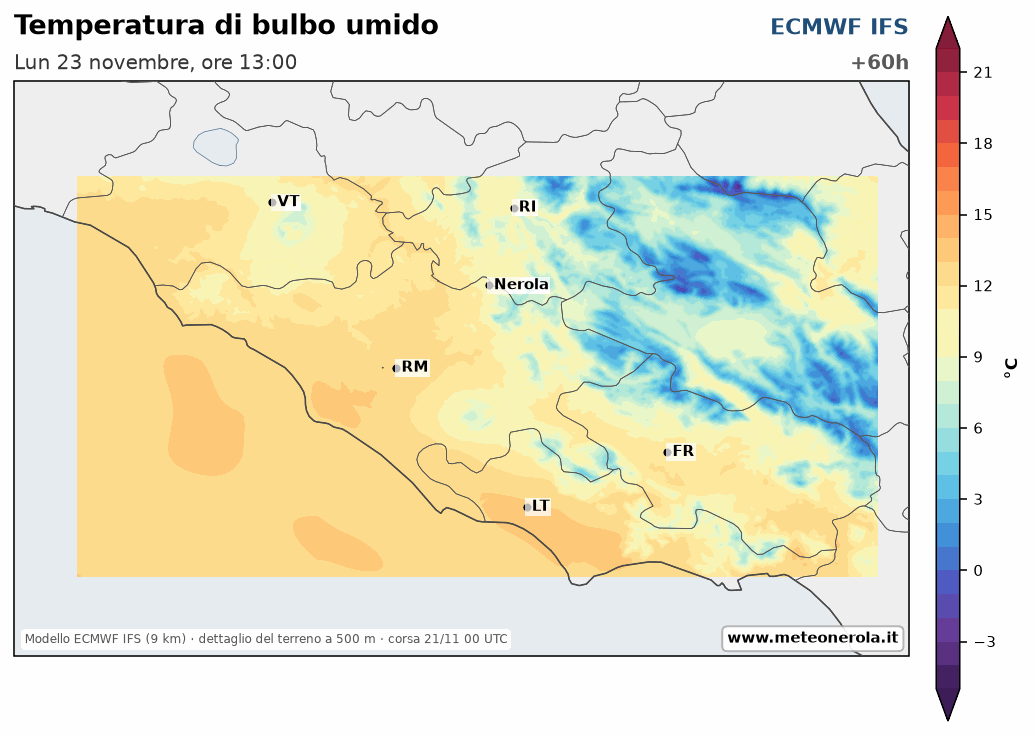 Temperatura di bulbo umido
ECMWF IFS
Lun 23 novembre, ore 13:00
+60h
VT
RI
Nerola
RM
FR
LT
21
18
15
12
9
6
3
0
−3
°C
Modello ECMWF IFS (9 km) · dettaglio del terreno a 500 m · corsa 21/11 00 UTC
www.meteonerola.it